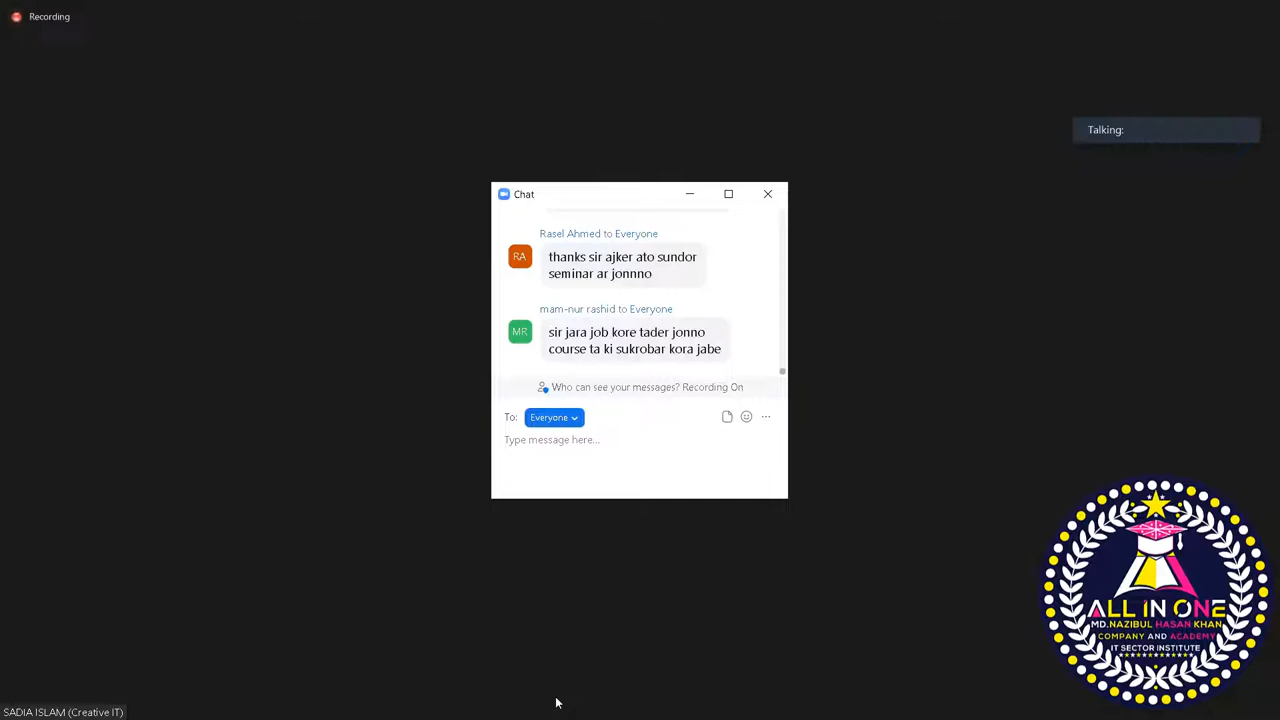 Recording
Talking:
Chat
Rasel Ahmed to Everyone
RA
thanks sir ajker ato sundor
seminar ar jonnno
mam-nur rashid to Everyone
MR
sir jara job kore tader jonno
course ta ki sukrobar kora jabe
Who can see your messages? Recording On
To: Everyone
Type message here...
ALL IN ONE
MD.NAZIBUL HASAN KHAN
COMPANY AND ACADEMY
IT SECTOR INSTITUTE
SADIA ISLAM (Creative IT)